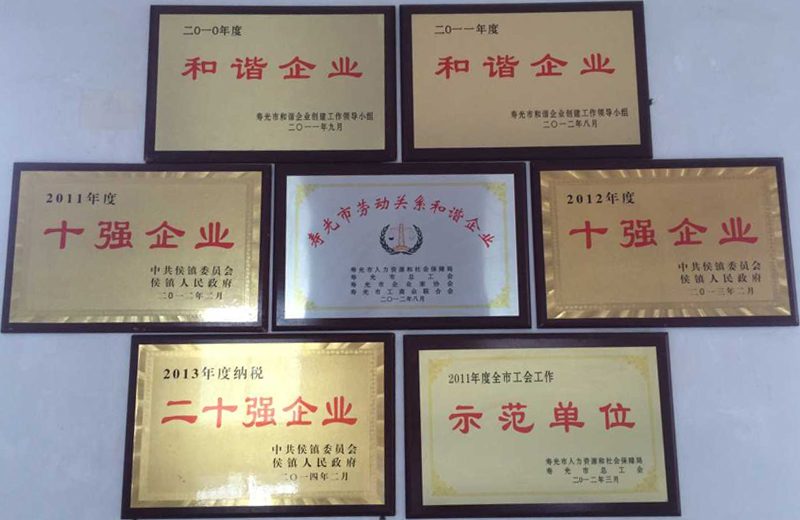 二〇一〇年度
和谐企业
寿光市和谐企业创建工作领导小组
二〇一一年九月
二〇一一年度
和谐企业
寿光市和谐企业创建工作领导小组
二〇一二年八月
2011年度
十强企业
中共侯镇委员会
侯镇人民政府
二〇一二年二月
寿光市劳动关系和谐企业
寿光市人力资源和社会保障局
寿光市总工会
寿光市企业家协会
寿光市工商业联合会
二〇一二年八月
2012年度
十强企业
中共侯镇委员会
侯镇人民政府
二〇一三年二月
2013年度纳税
二十强企业
中共侯镇委员会
侯镇人民政府
二〇一四年二月
2011年度全市工会工作
示范单位
寿光市人力资源和社会保障局
寿光市总工会
二〇一二年三月